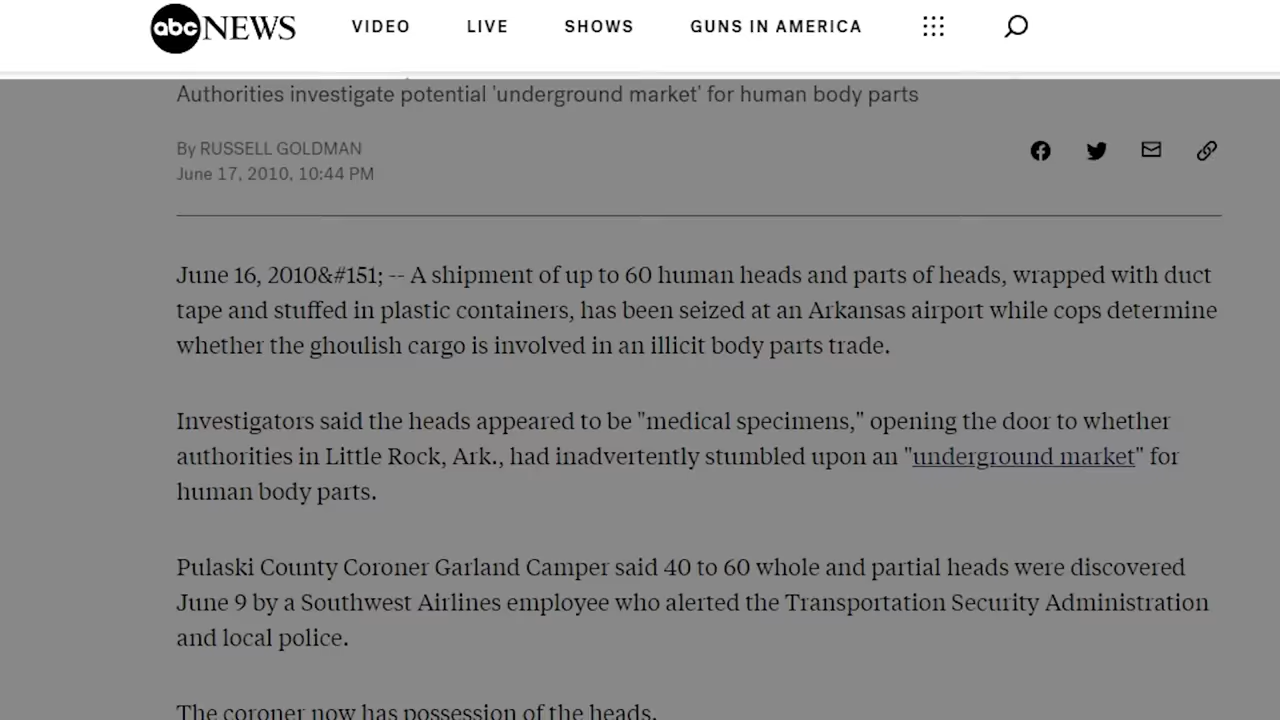 abc NEWS VIDEO LIVE SHOWS GUNS IN AMERICA
Authorities investigate potential 'underground market' for human body parts
By RUSSELL GOLDMAN
June 17, 2010, 10:44 PM
June 16, 2010&#151; -- A shipment of up to 60 human heads and parts of heads, wrapped with duct
tape and stuffed in plastic containers, has been seized at an Arkansas airport while cops determine
whether the ghoulish cargo is involved in an illicit body parts trade.
Investigators said the heads appeared to be "medical specimens," opening the door to whether
authorities in Little Rock, Ark., had inadvertently stumbled upon an "underground market" for
human body parts.
Pulaski County Coroner Garland Camper said 40 to 60 whole and partial heads were discovered
June 9 by a Southwest Airlines employee who alerted the Transportation Security Administration
and local police.
The coroner now has possession of the heads.